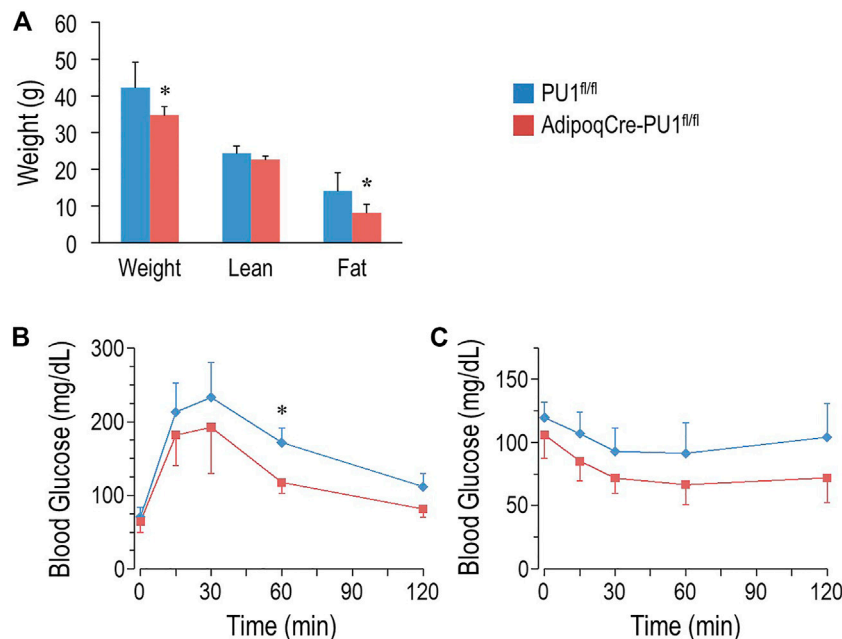 A
Weight (g)
60
50
40
30
20
10
0
*
*
Weight Lean Fat
PU1fl/fl
AdipoqCre-PU1fl/fl
B
Blood Glucose (mg/dL)
300
200
100
0
*
0 30 60 90 120
Time (min)
C
Blood Glucose (mg/dL)
150
100
50
0
0 30 60 90 120
Time (min)